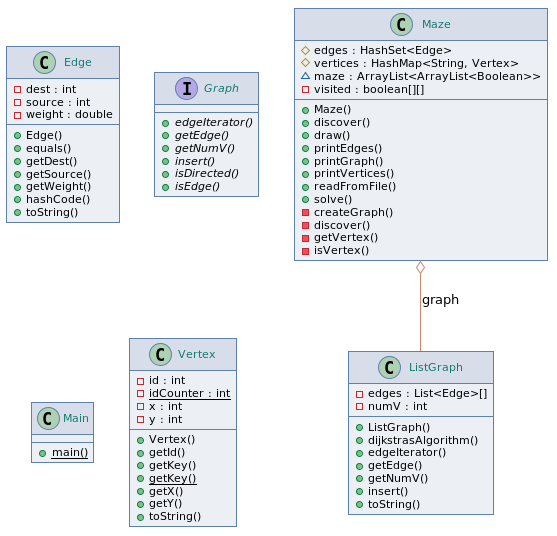 C Edge
dest : int
source : int
weight : double
Edge()
equals()
getDest()
getSource()
getWeight()
hashCode()
toString()
I Graph
edgeIterator()
getEdge()
getNumV()
insert()
isDirected()
isEdge()
C Maze
edges : HashSet<Edge>
vertices : HashMap<String, Vertex>
maze : ArrayList<ArrayList<Boolean>>
visited : boolean[][]
Maze()
discover()
draw()
printEdges()
printGraph()
printVertices()
readFromFile()
solve()
createGraph()
discover()
getVertex()
isVertex()
graph
C Main
main()
C Vertex
id : int
idCounter : int
x : int
y : int
Vertex()
getId()
getKey()
getKey()
getX()
getY()
toString()
C ListGraph
edges : List<Edge>[]
numV : int
ListGraph()
dijkstrasAlgorithm()
edgeIterator()
getEdge()
getNumV()
insert()
toString()